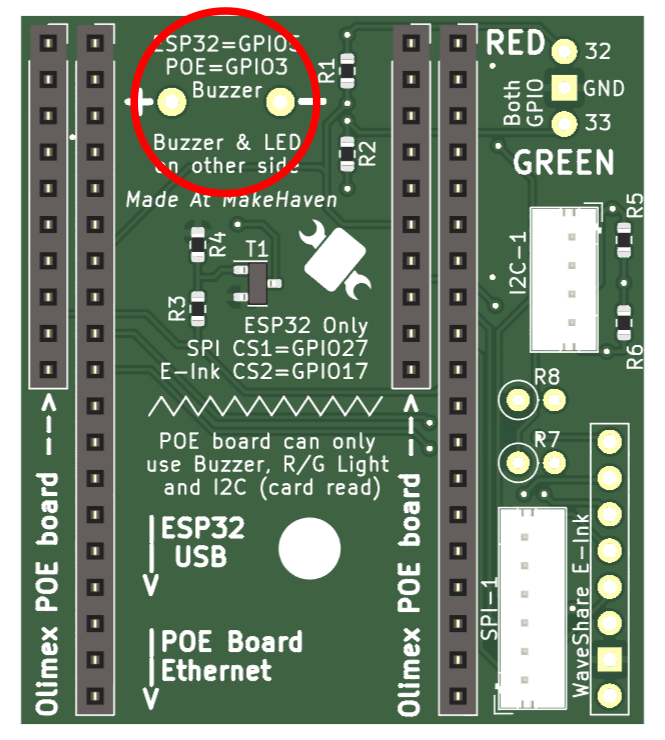 ESP32=GPIO5
POE=GPIO3
Buzzer
+ -
Buzzer & LED
on other side
Made At MakeHaven
R1
R2
RED
32
GND
33
Both
GPIO
GREEN
R4
T1
R3
I2C-1
R5
R6
ESP32 Only
SPI CS1=GPIO27
E-Ink CS2=GPIO17
R8
R7
POE board can only
use Buzzer, R/G Light
and I2C (card read)
ESP32
USB
POE Board
Ethernet
Olimex POE board --->
Olimex POE board --->
SPI-1
WaveShare E-Ink